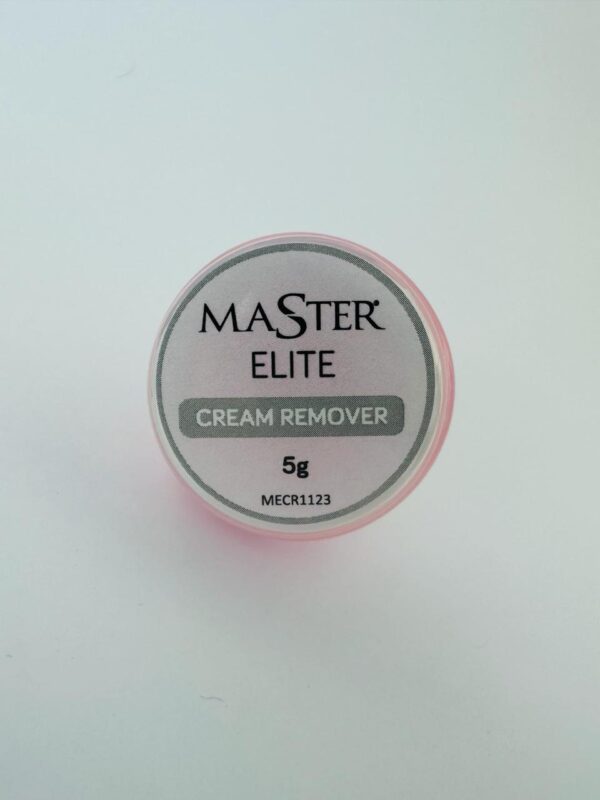 MASTER®
ELITE
CREAM REMOVER
5g
MECR1123